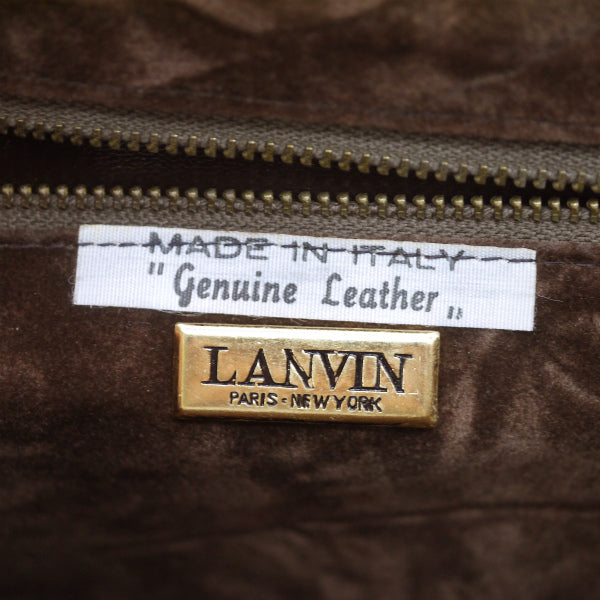 MADE IN ITALY
"Genuine Leather„
LANVIN
PARIS - NEW YORK